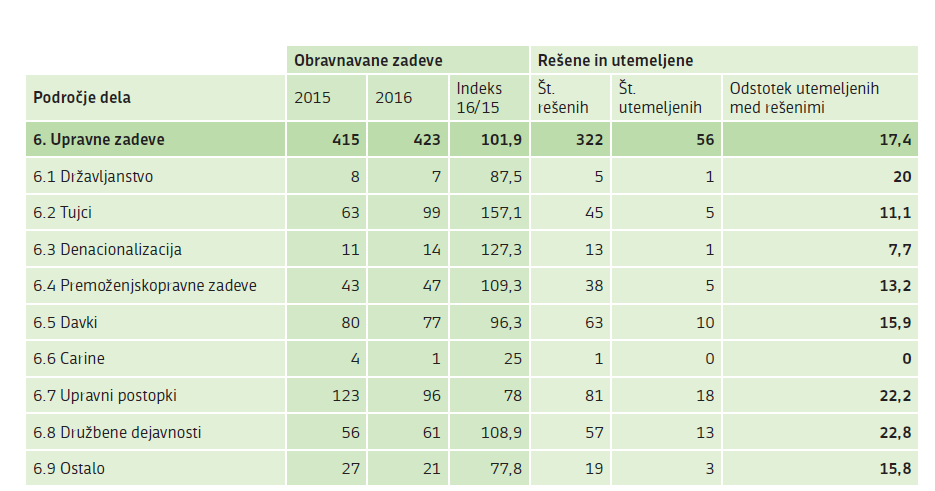 Obravnavane zadeve Rešene in utemeljene
Področje dela 2015 2016 Indeks 16/15 Št. rešenih Št. utemeljenih Odstotek utemeljenih med rešenimi
6. Upravne zadeve 415 423 101,9 322 56 17,4
6.1 Državljanstvo 8 7 87,5 5 1 20
6.2 Tujci 63 99 157,1 45 5 11,1
6.3 Denacionalizacija 11 14 127,3 13 1 7,7
6.4 Premoženjskopravne zadeve 43 47 109,3 38 5 13,2
6.5 Davki 80 77 96,3 63 10 15,9
6.6 Carine 4 1 25 1 0 0
6.7 Upravni postopki 123 96 78 81 18 22,2
6.8 Družbene dejavnosti 56 61 108,9 57 13 22,8
6.9 Ostalo 27 21 77,8 19 3 15,8